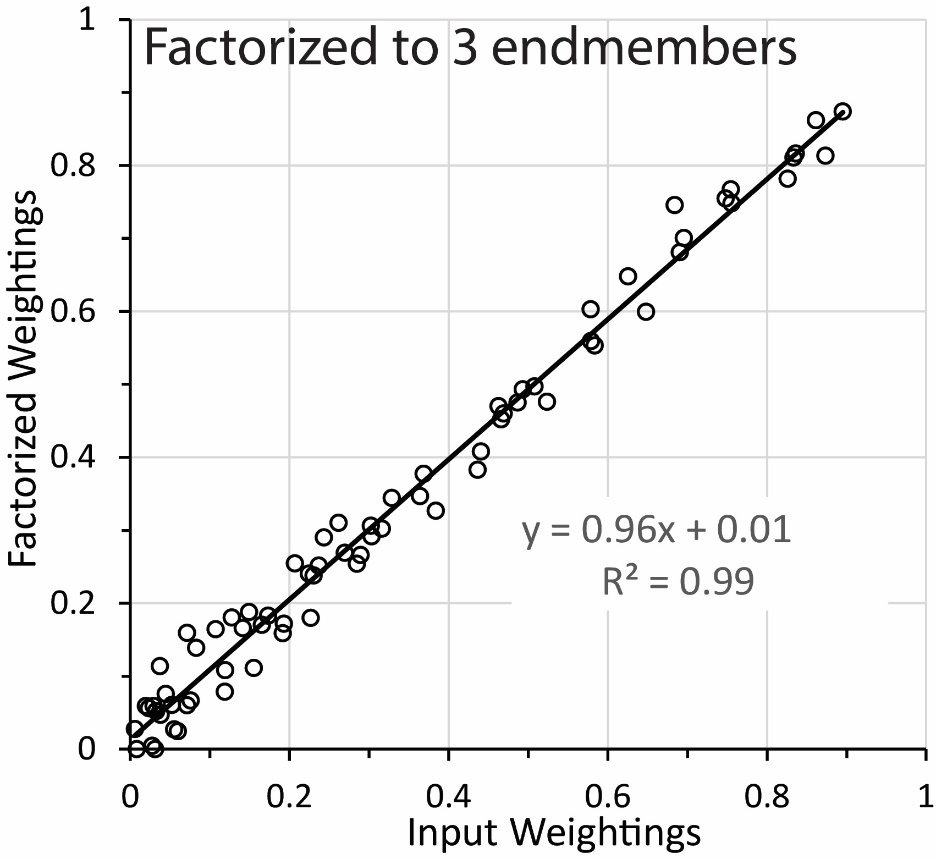 Factorized to 3 endmembers
1
0.8
0.6
0.4
0.2
0
Factorized Weightings
y = 0.96x + 0.01
R² = 0.99
0 0.2 0.4 0.6 0.8 1
Input Weightings